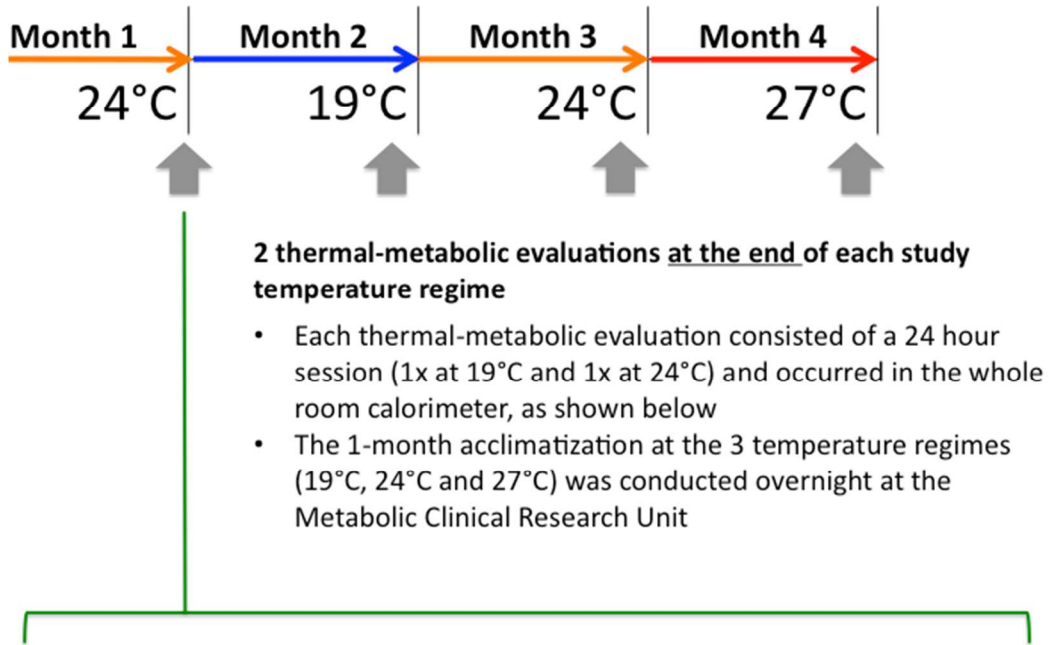 Month 1 Month 2 Month 3 Month 4
24°C 19°C 24°C 27°C
2 thermal-metabolic evaluations at the end of each study
temperature regime
• Each thermal-metabolic evaluation consisted of a 24 hour
session (1x at 19°C and 1x at 24°C) and occurred in the whole
room calorimeter, as shown below
• The 1-month acclimatization at the 3 temperature regimes
(19°C, 24°C and 27°C) was conducted overnight at the
Metabolic Clinical Research Unit